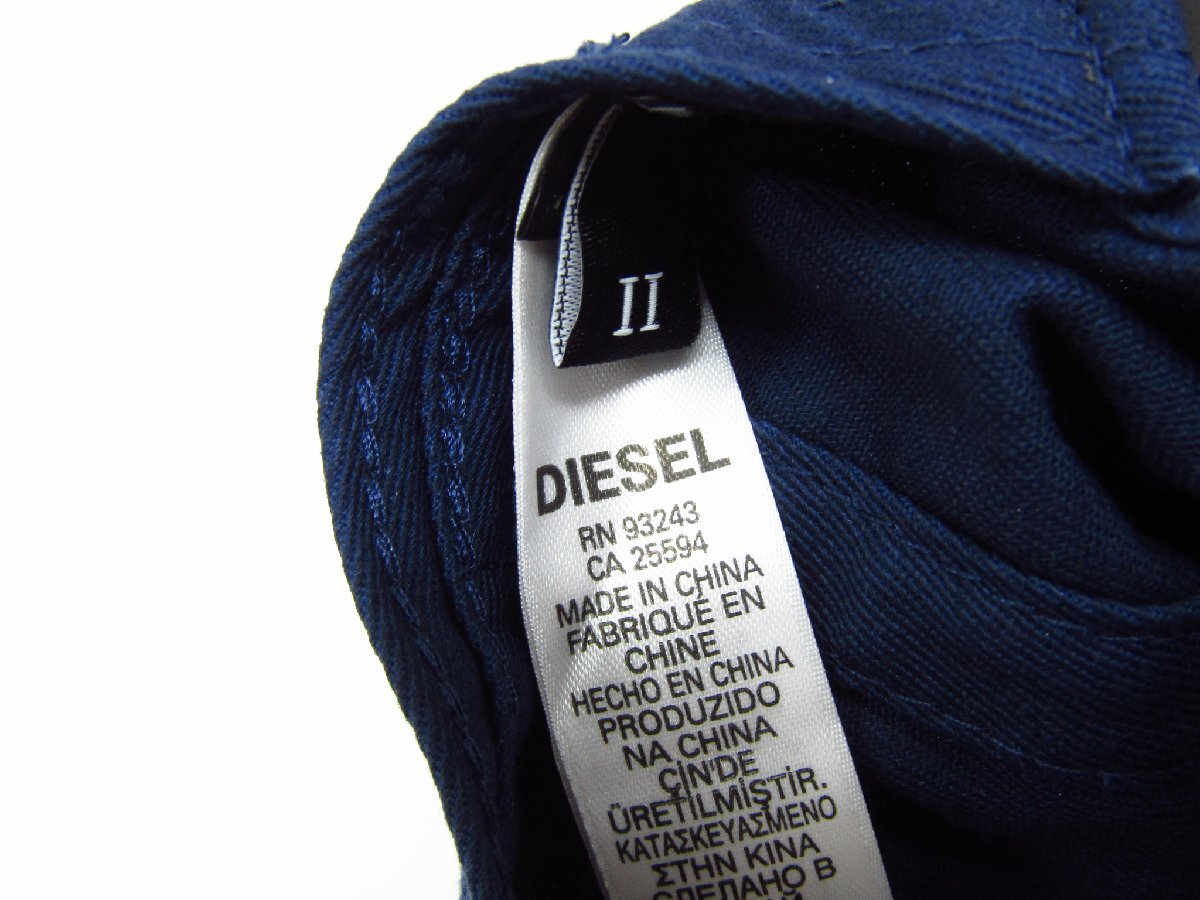 II
DIESEL
RN 93243
CA 25594
MADE IN CHINA
FABRIQUÉ EN
CHINE
HECHO EN CHINA
PRODUZIDO
NA CHINA
ÇİN'DE
ÜRETİLMİŞTİR.
ΚΑΤΑΣΚΕΥΑΣΜΕΝΟ
ΣΤΗΝ ΚΙΝΑ
СДЕЛАНО В